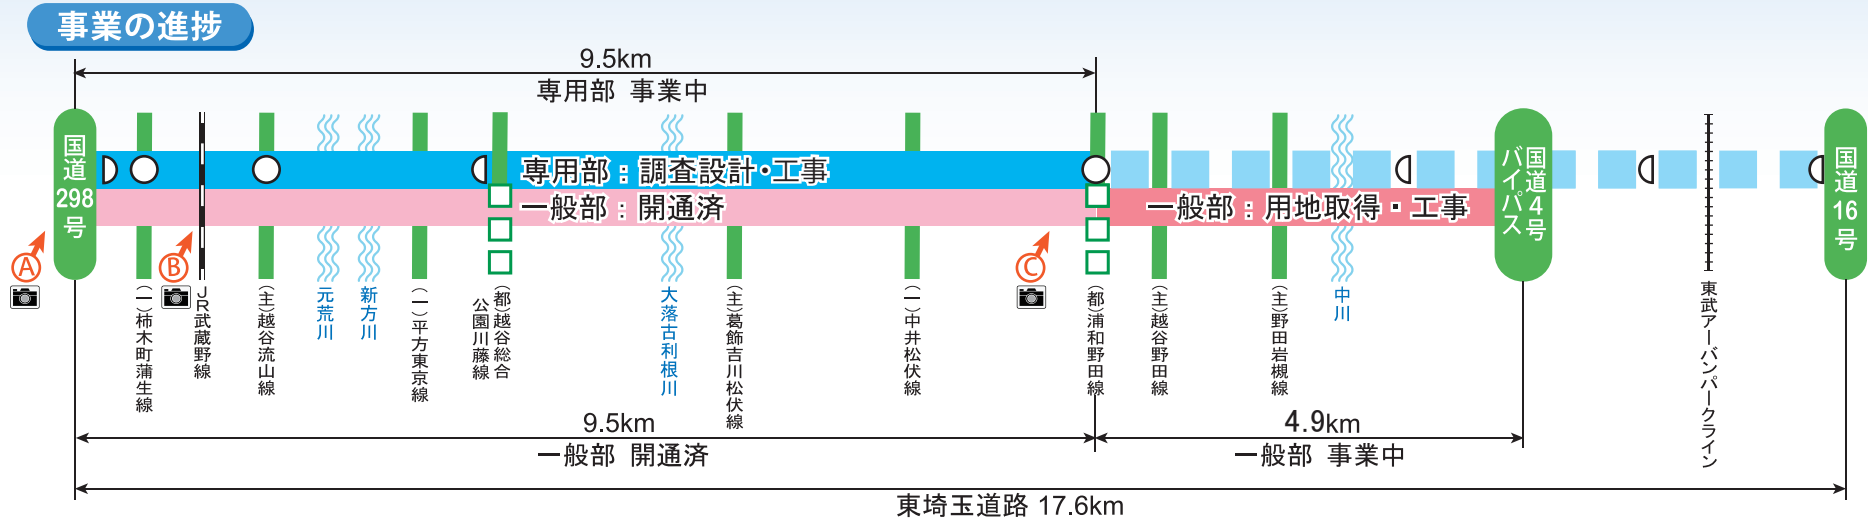 事業の進捗
9.5km
専用部 事業中
国道298号
専用部：調査設計・工事
一般部：開通済
一般部：用地取得・工事
国道4号
バイパス
国道16号
A
B
C
(一)柿木町蒲生線
JR武蔵野線
(主)越谷流山線
元荒川
新方川
(一)平方東京線
(都)越谷総合
公園川藤線
大落古利根川
(主)葛飾吉川松伏線
(一)中井松伏線
(都)浦和野田線
(主)越谷野田線
(主)野田岩槻線
中川
東武アーバンパークライン
9.5km
一般部 開通済
4.9km
一般部 事業中
東埼玉道路 17.6km